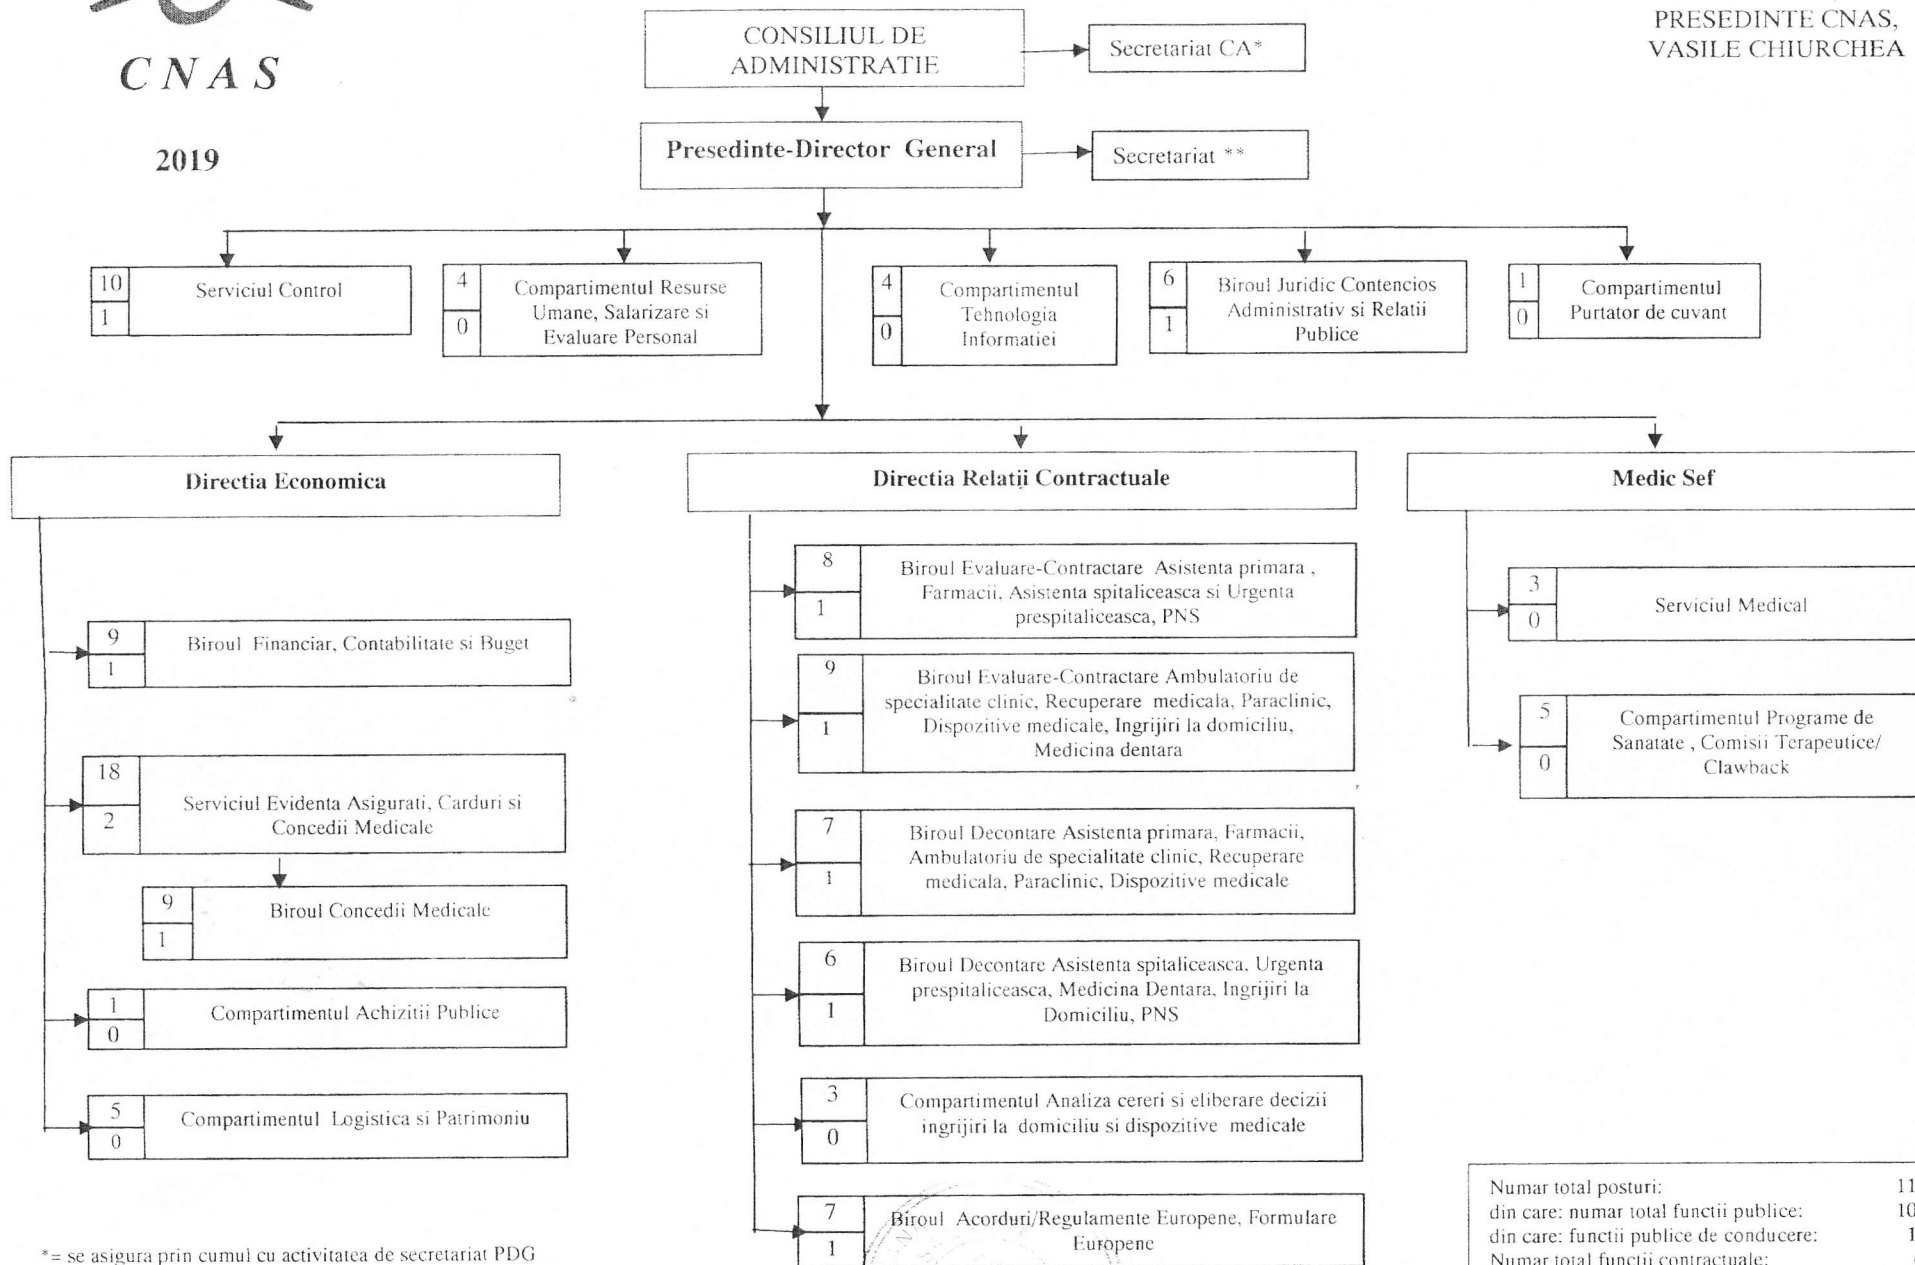 CNAS
2019
CONSILIUL DE
ADMINISTRATIE
Secretariat CA*
PRESEDINTE CNAS,
VASILE CHIURCHEA
Presedinte-Director General
Secretariat **
10
1
Serviciul Control
4
0
Compartimentul Resurse
Umane, Salarizare si
Evaluare Personal
4
0
Compartimentul
Tehnologia
Informatiei
6
1
Biroul Juridic Contencios
Administrativ si Relatii
Publice
1
0
Compartimentul
Purtator de cuvant
Directia Economica
9
1
Biroul Financiar, Contabilitate si Buget
18
2
Serviciul Evidenta Asigurati, Carduri si
Concedii Medicale
9
1
Biroul Concedii Medicale
1
0
Compartimentul Achizitii Publice
5
0
Compartimentul Logistica si Patrimoniu
Directia Relatii Contractuale
8
1
Biroul Evaluare-Contractare Asistenta primara ,
Farmacii, Asistenta spitaliceasca si Urgenta
prespitaliceasca, PNS
9
1
Biroul Evaluare-Contractare Ambulatoriu de
specialitate clinic, Recuperare medicala, Paraclinic,
Dispozitive medicale, Ingrijiri la domiciliu,
Medicina dentara
7
1
Biroul Decontare Asistenta primara, Farmacii,
Ambulatoriu de specialitate clinic, Recuperare
medicala, Paraclinic, Dispozitive medicale
6
1
Biroul Decontare Asistenta spitaliceasca, Urgenta
prespitaliceasca, Medicina Dentara, Ingrijiri la
Domiciliu, PNS
3
0
Compartimentul Analiza cereri si eliberare decizii
ingrijiri la domiciliu si dispozitive medicale
7
1
Biroul Acorduri/Regulamente Europene, Formulare
Europene
Medic Sef
3
0
Serviciul Medical
5
0
Compartimentul Programe de
Sanatate , Comisii Terapeutice/
Clawback
Numar total posturi: 11
din care: numar total functii publice: 10
din care: functii publice de conducere: 1
Numar total functii contractuale:
*= se asigura prin cumul cu activitatea de secretariat PDG